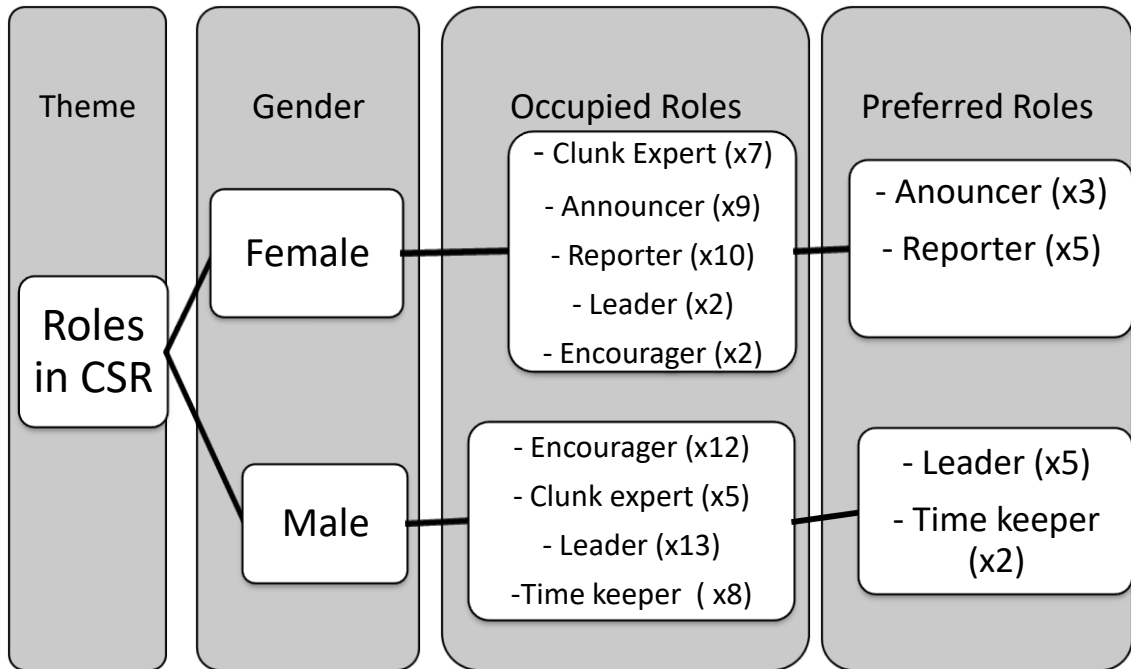 Theme
Gender
Occupied Roles
Preferred Roles
Roles
in CSR
Female
- Clunk Expert (x7)
- Announcer (x9)
- Reporter (x10)
- Leader (x2)
- Encourager (x2)
- Anouncer (x3)
- Reporter (x5)
Male
- Encourager (x12)
- Clunk expert (x5)
- Leader (x13)
-Time keeper  ( x8)
- Leader (x5)
- Time keeper
(x2)